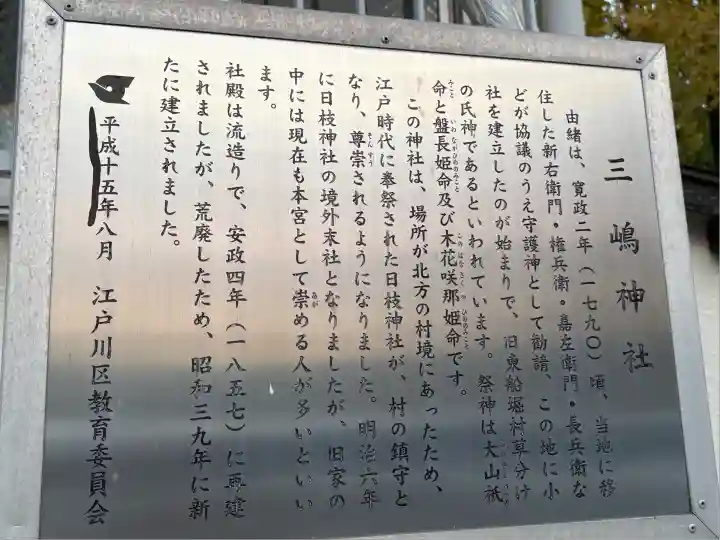 三嶋神社
由緒は、寛政二年（一七九〇）頃、当地に移
住した新右衛門・権兵衛・嘉左衛門・長兵衛な
どが協議のうえ守護神として勧請、この地に小
社を建立したのが始まりで、旧東船堀村草分け
の氏神であるといわれています。祭神は大山祇
命と盤長姫命及び木花咲那姫命です。
この神社は、場所が北方の村境にあったため、
江戸時代に奉祭された日枝神社が、村の鎮守と
なり、尊崇されるようになりました。明治六年
に日枝神社の境外末社となりましたが、旧家の
中には現在も本宮として崇める人が多いといい
ます。
社殿は流造りで、安政四年（一八五七）に再建
されましたが、荒廃したため、昭和三九年に新
たに建立されました。
平成十五年八月　江戸川区教育委員会